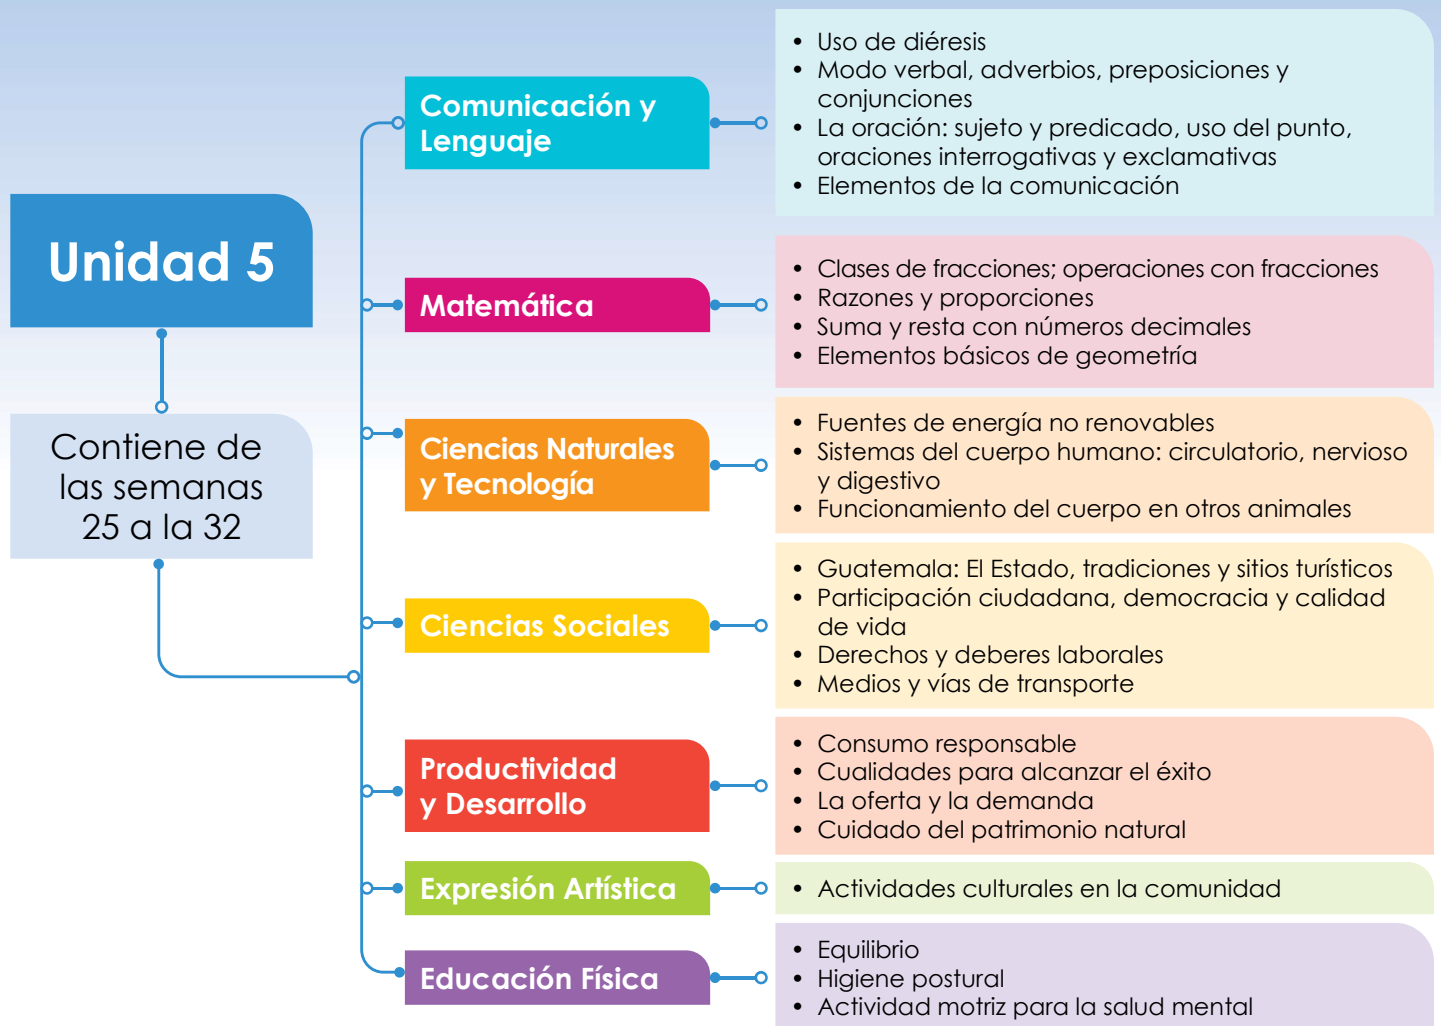 Unidad 5
Contiene de
las semanas
25 a la 32
Comunicación y
Lenguaje
• Uso de diéresis
• Modo verbal, adverbios, preposiciones y
conjunciones
• La oración: sujeto y predicado, uso del punto,
oraciones interrogativas y exclamativas
• Elementos de la comunicación
Matemática
• Clases de fracciones; operaciones con fracciones
• Razones y proporciones
• Suma y resta con números decimales
• Elementos básicos de geometría
Ciencias Naturales
y Tecnología
• Fuentes de energía no renovables
• Sistemas del cuerpo humano: circulatorio, nervioso
y digestivo
• Funcionamiento del cuerpo en otros animales
Ciencias Sociales
• Guatemala: El Estado, tradiciones y sitios turísticos
• Participación ciudadana, democracia y calidad
de vida
• Derechos y deberes laborales
• Medios y vías de transporte
Productividad
y Desarrollo
• Consumo responsable
• Cualidades para alcanzar el éxito
• La oferta y la demanda
• Cuidado del patrimonio natural
Expresión Artística
• Actividades culturales en la comunidad
Educación Física
• Equilibrio
• Higiene postural
• Actividad motriz para la salud mental